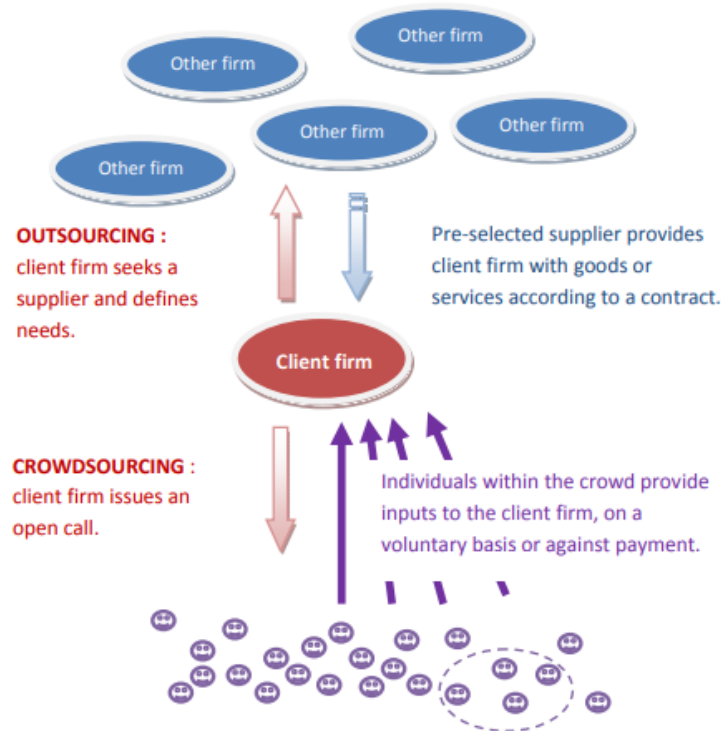 Other firm
Other firm
Other firm
Other firm
Other firm
OUTSOURCING :
client firm seeks a
supplier and defines
needs.
Pre-selected supplier provides
client firm with goods or
services according to a contract.
Client firm
CROWDSOURCING :
client firm issues an
open call.
Individuals within the crowd provide
inputs to the client firm, on a
voluntary basis or against payment.